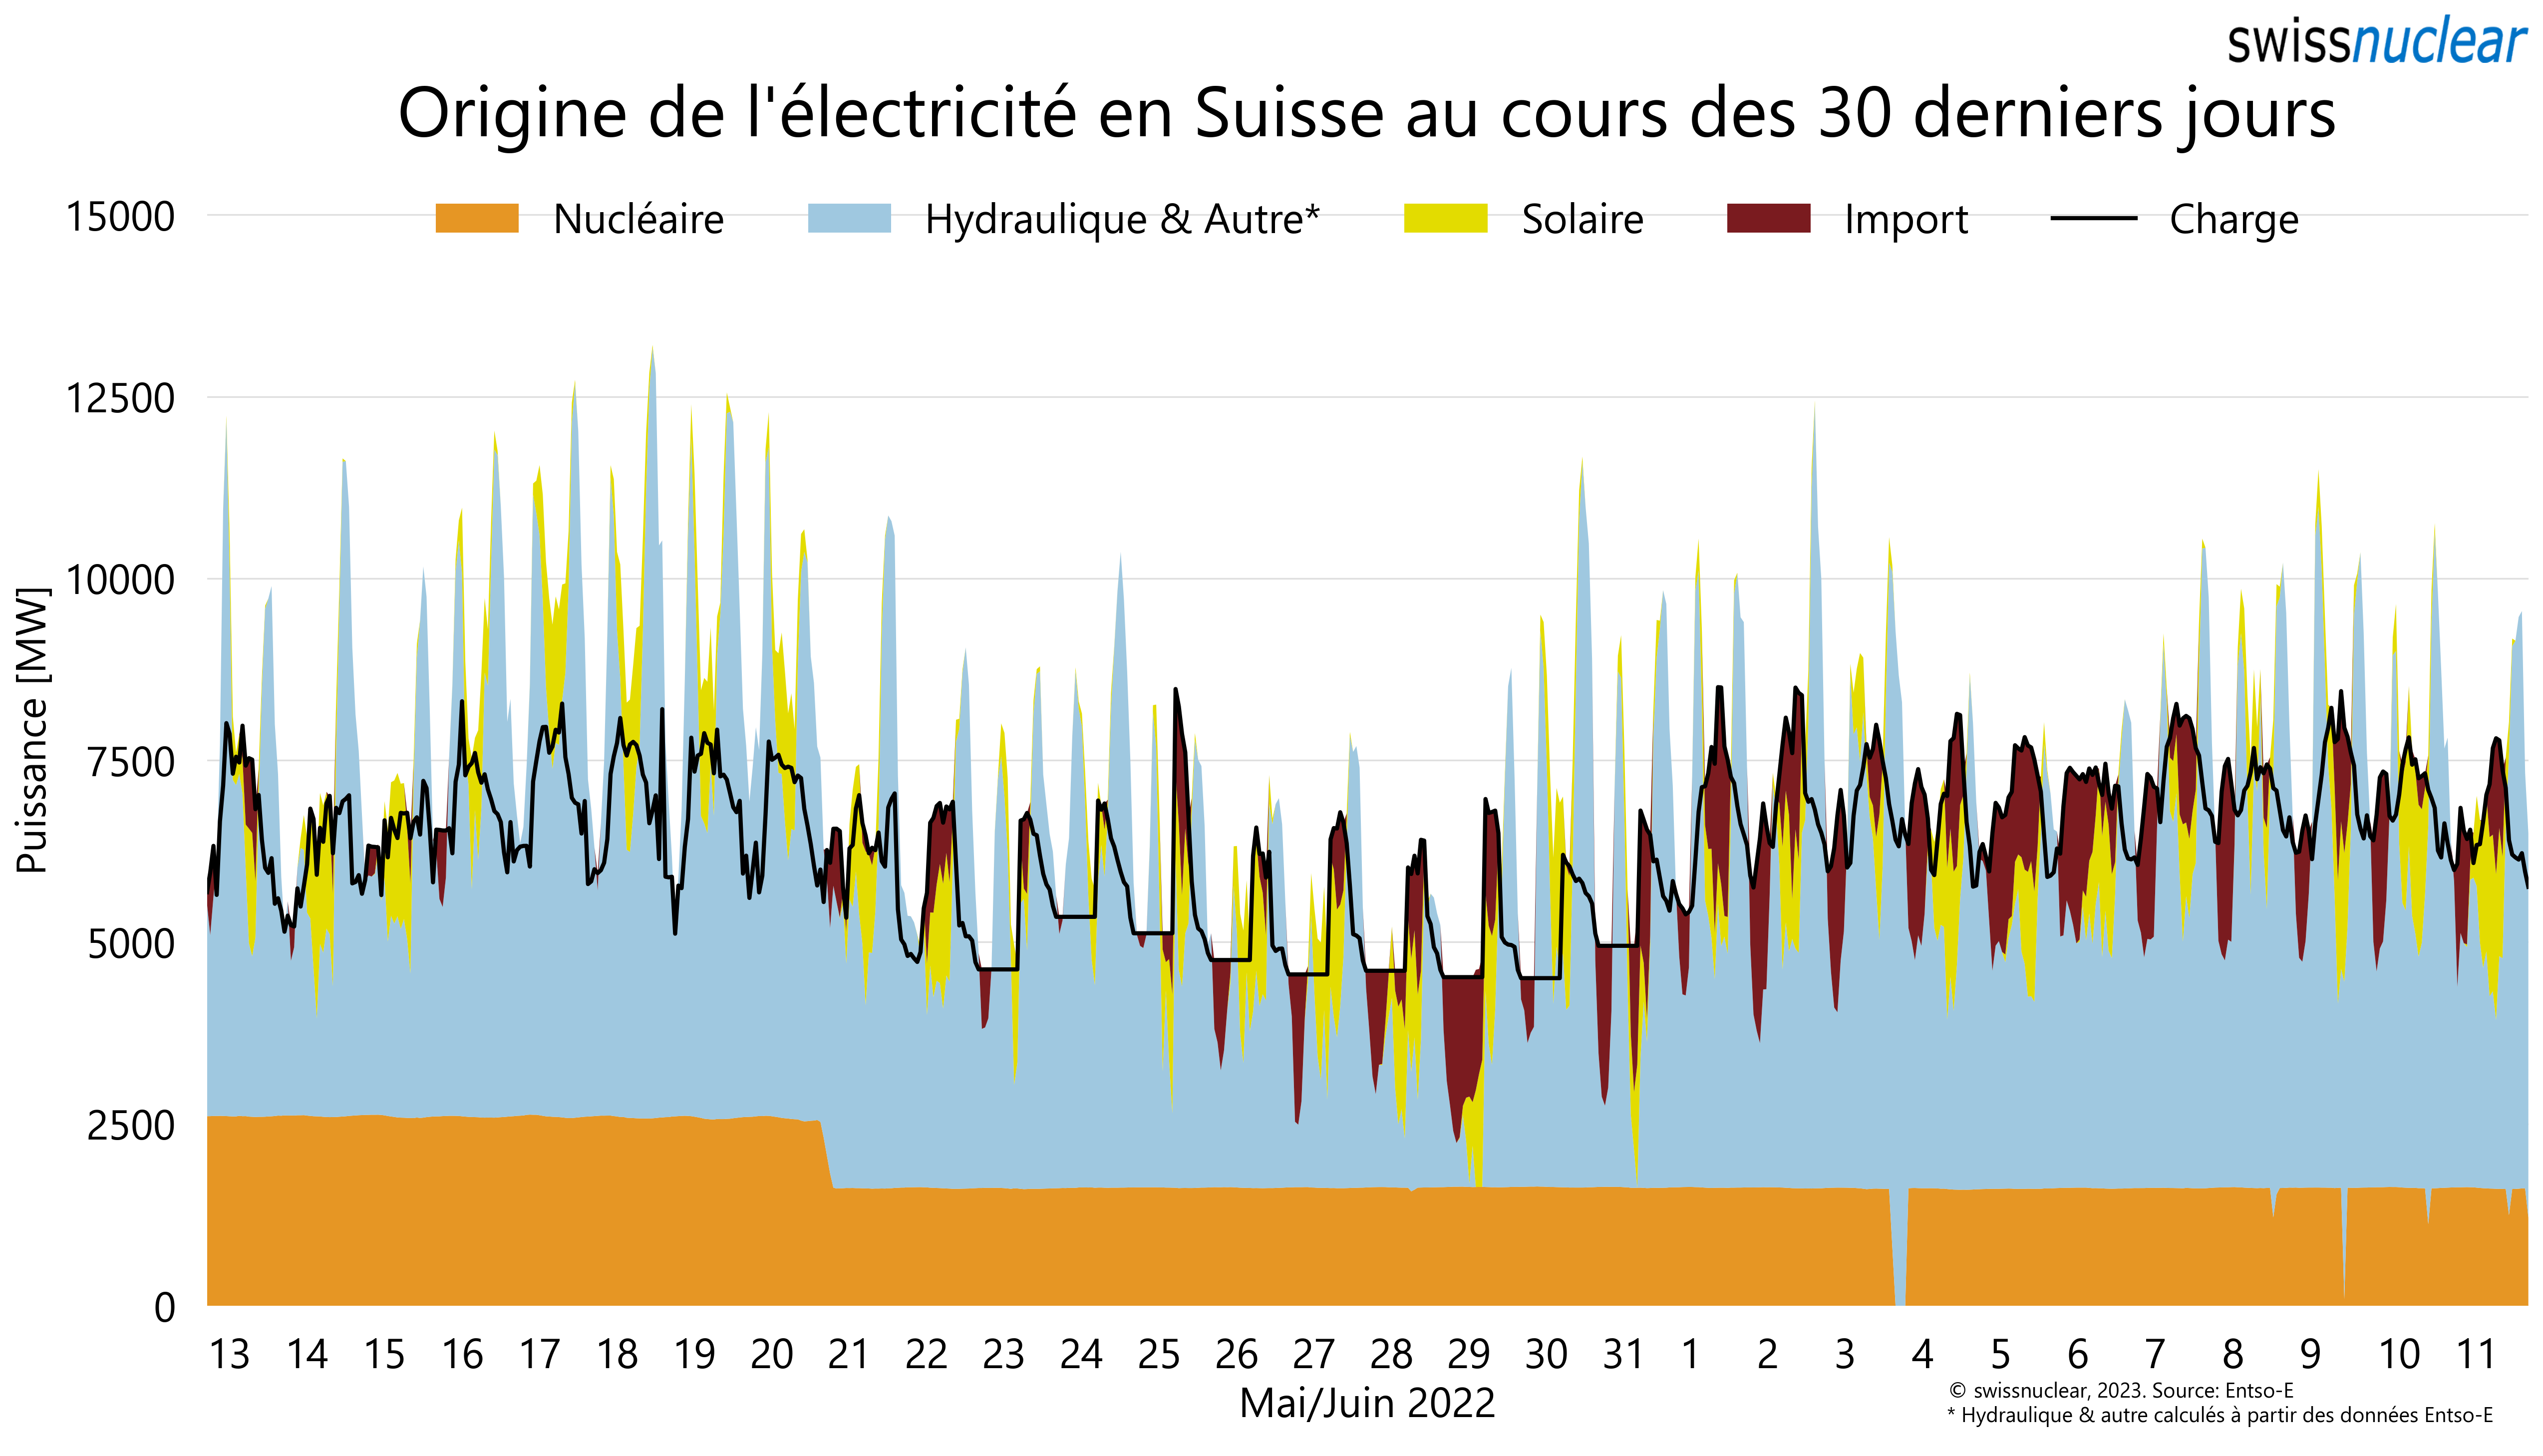 swissnuclear
Origine de l'électricité en Suisse au cours des 30 derniers jours
Nucléaire Hydraulique & Autre* Solaire Import Charge
15000
12500
10000
7500
5000
2500
0
Puissance [MW]
13 14 15 16 17 18 19 20 21 22 23 24 25 26 27 28 29 30 31 1 2 3 4 5 6 7 8 9 10 11
Mai/Juin 2022
© swissnuclear, 2023. Source: Entso-E
* Hydraulique & autre calculés à partir des données Entso-E